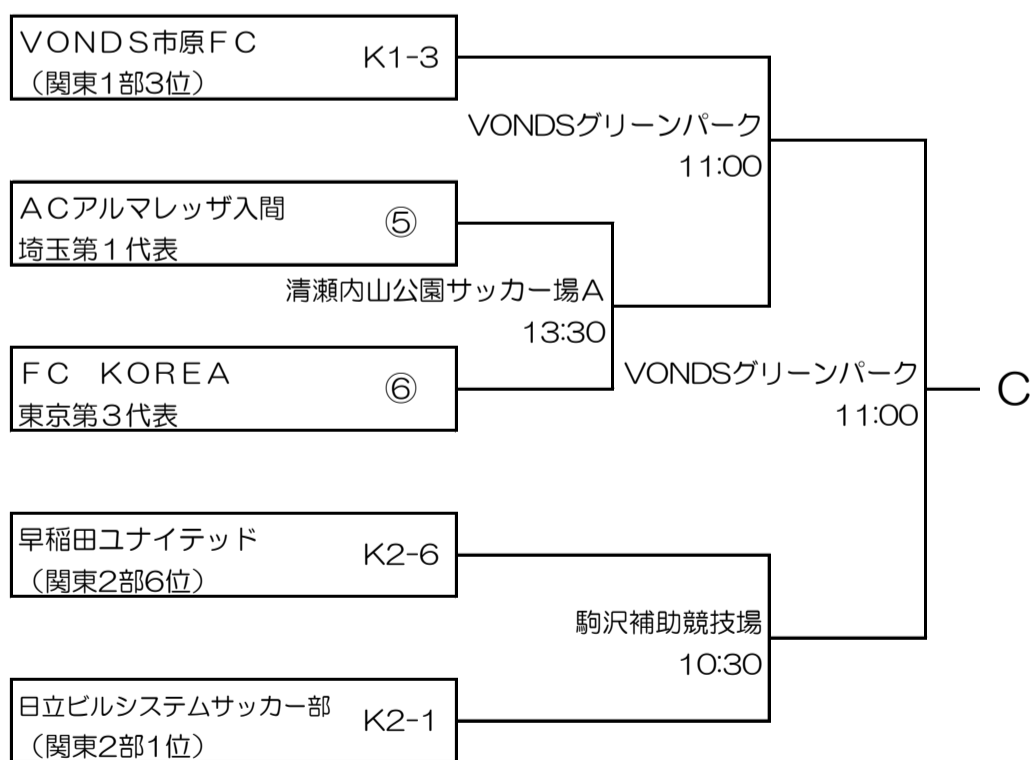 VONDS市原FC
(関東1部3位)
K1-3
VONDSグリーンパーク
11:00
ACアルマレッザ入間
埼玉第1代表
⑤
清瀬内山公園サッカー場A
13:30
FC KOREA
東京第3代表
⑥
VONDSグリーンパーク
11:00
C
早稲田ユナイテッド
(関東2部6位)
K2-6
駒沢補助競技場
10:30
日立ビルシステムサッカー部
(関東2部1位)
K2-1